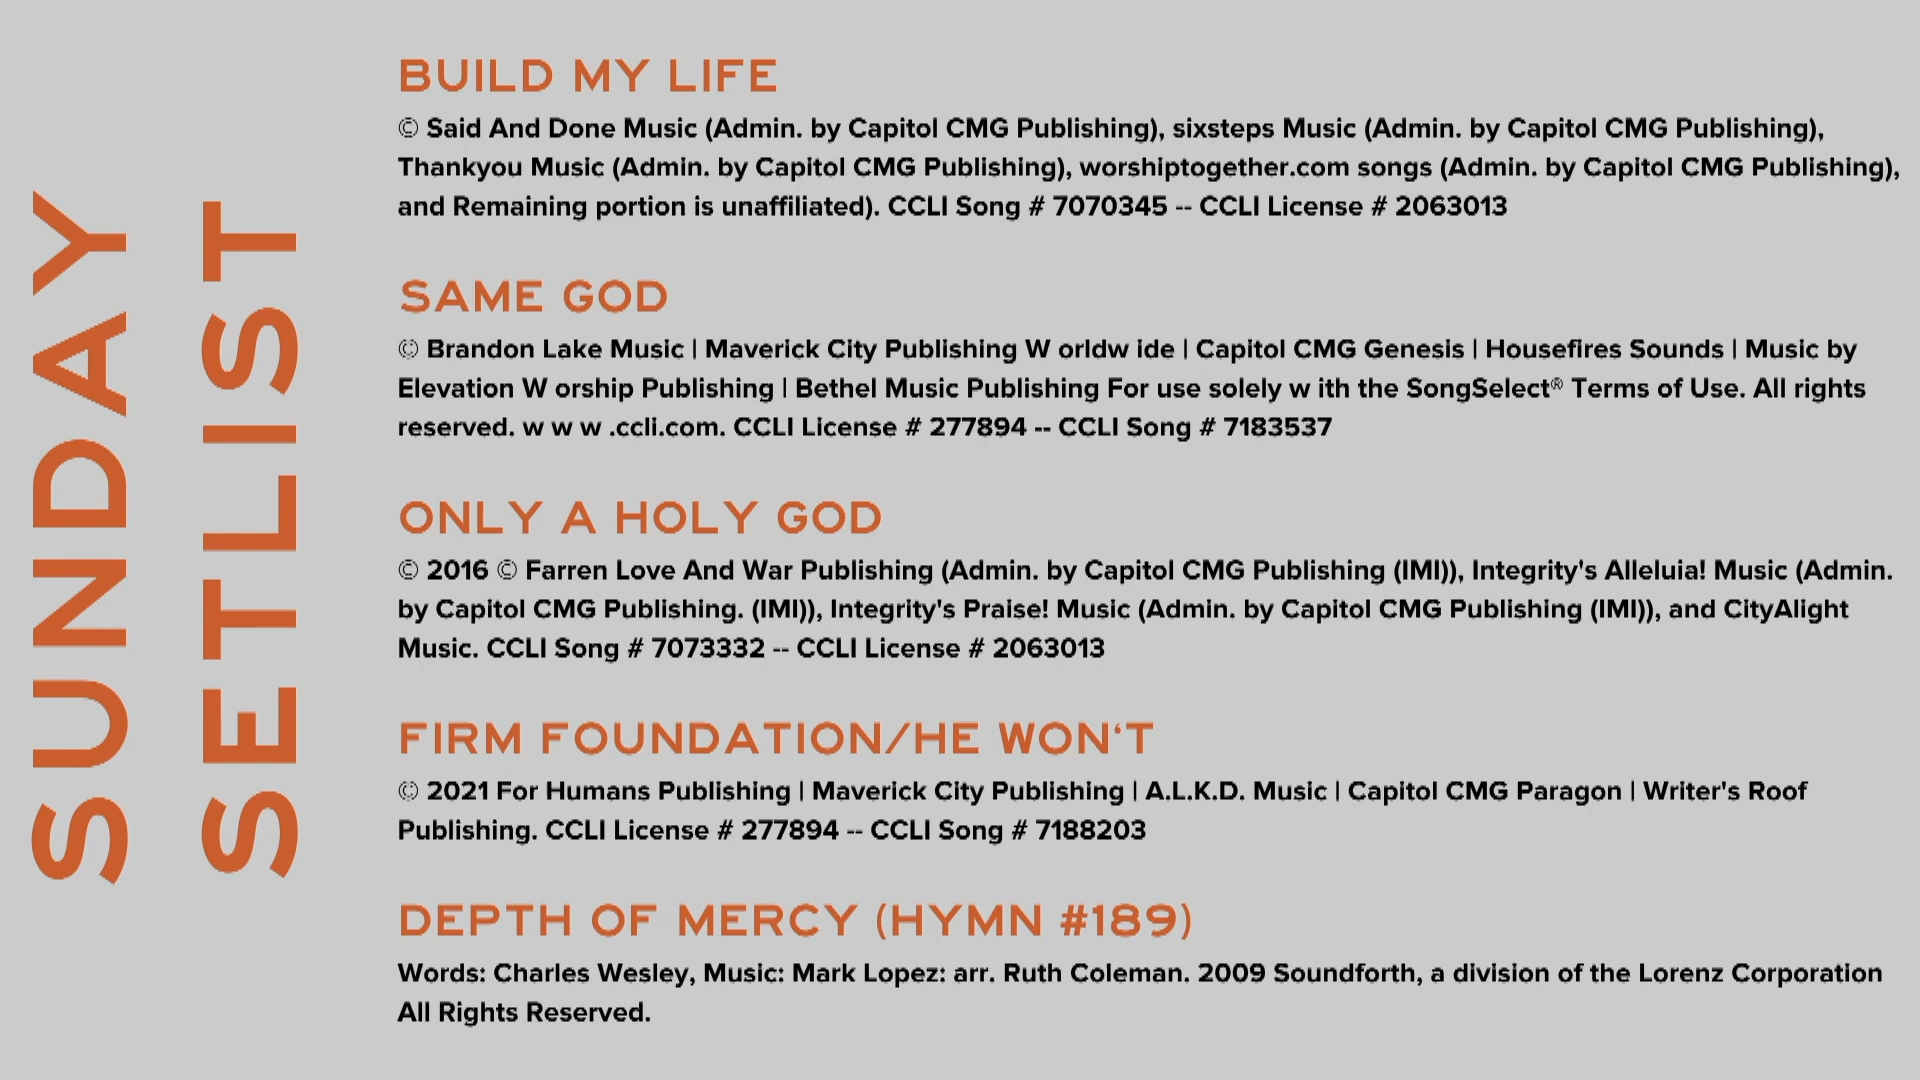 SUNDAY
SETLIST
BUILD MY LIFE
© Said And Done Music (Admin. by Capitol CMG Publishing), sixsteps Music (Admin. by Capitol CMG Publishing),
Thankyou Music (Admin. by Capitol CMG Publishing), worshiptogether.com songs (Admin. by Capitol CMG Publishing),
and Remaining portion is unaffiliated). CCLI Song # 7070345 -- CCLI License # 2063013
SAME GOD
© Brandon Lake Music | Maverick City Publishing W orldw ide | Capitol CMG Genesis | Housefires Sounds | Music by
Elevation W orship Publishing | Bethel Music Publishing For use solely w ith the SongSelect® Terms of Use. All rights
reserved. w w w .ccli.com. CCLI License # 277894 -- CCLI Song # 7183537
ONLY A HOLY GOD
© 2016 © Farren Love And War Publishing (Admin. by Capitol CMG Publishing (IMI)), Integrity's Alleluia! Music (Admin.
by Capitol CMG Publishing. (IMI)), Integrity's Praise! Music (Admin. by Capitol CMG Publishing (IMI)), and CityAlight
Music. CCLI Song # 7073332 -- CCLI License # 2063013
FIRM FOUNDATION/HE WON‘T
© 2021 For Humans Publishing | Maverick City Publishing | A.L.K.D. Music | Capitol CMG Paragon | Writer's Roof
Publishing. CCLI License # 277894 -- CCLI Song # 7188203
DEPTH OF MERCY (HYMN #189)
Words: Charles Wesley, Music: Mark Lopez: arr. Ruth Coleman. 2009 Soundforth, a division of the Lorenz Corporation
All Rights Reserved.